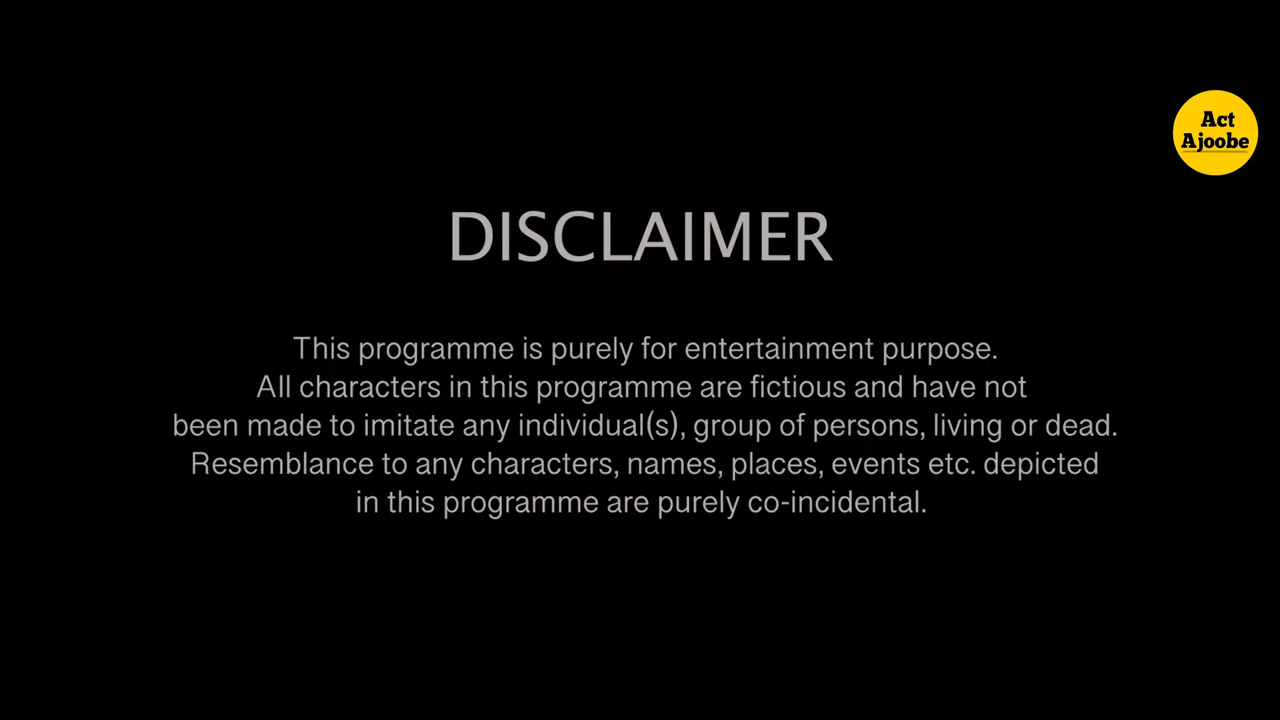 Act
Ajoobe
DISCLAIMER
This programme is purely for entertainment purpose.
All characters in this programme are fictious and have not
been made to imitate any individual(s), group of persons, living or dead.
Resemblance to any characters, names, places, events etc. depicted
in this programme are purely co-incidental.